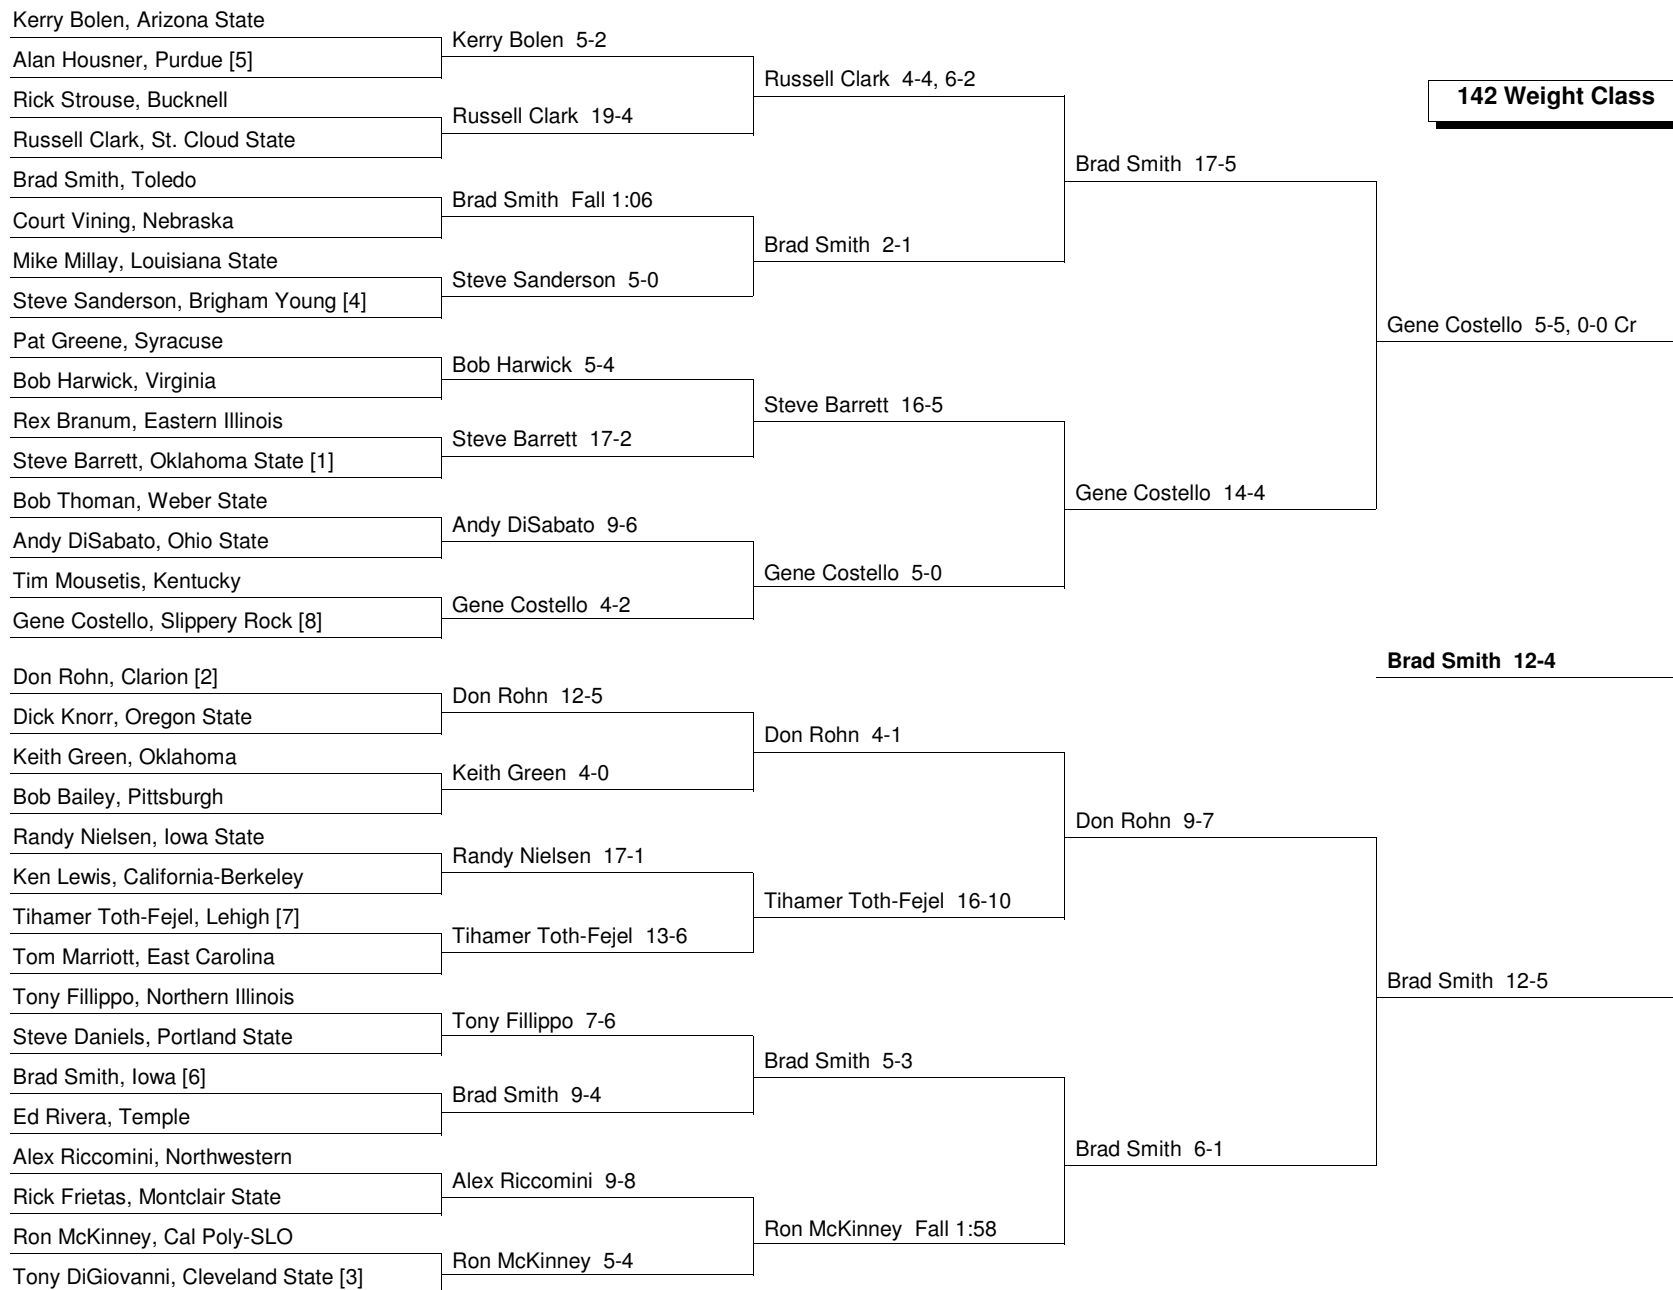 Kerry Bolen, Arizona State
Alan Housner, Purdue [5]
Rick Strouse, Bucknell
Russell Clark, St. Cloud State
Brad Smith, Toledo
Court Vining, Nebraska
Mike Millay, Louisiana State
Steve Sanderson, Brigham Young [4]
Pat Greene, Syracuse
Bob Harwick, Virginia
Rex Branum, Eastern Illinois
Steve Barrett, Oklahoma State [1]
Bob Thoman, Weber State
Andy DiSabato, Ohio State
Tim Mousetis, Kentucky
Gene Costello, Slippery Rock [8]
Don Rohn, Clarion [2]
Dick Knorr, Oregon State
Keith Green, Oklahoma
Bob Bailey, Pittsburgh
Randy Nielsen, Iowa State
Ken Lewis, California-Berkeley
Tihamer Toth-Fejel, Lehigh [7]
Tom Marriott, East Carolina
Tony Fillippo, Northern Illinois
Steve Daniels, Portland State
Brad Smith, Iowa [6]
Ed Rivera, Temple
Alex Riccomini, Northwestern
Rick Frietas, Montclair State
Ron McKinney, Cal Poly-SLO
Tony DiGiovanni, Cleveland State [3]
Kerry Bolen 5-2
Russell Clark 19-4
Brad Smith Fall 1:06
Steve Sanderson 5-0
Bob Harwick 5-4
Steve Barrett 17-2
Andy DiSabato 9-6
Gene Costello 4-2
Don Rohn 12-5
Keith Green 4-0
Randy Nielsen 17-1
Tihamer Toth-Fejel 13-6
Tony Fillippo 7-6
Brad Smith 9-4
Alex Riccomini 9-8
Ron McKinney 5-4
Russell Clark 4-4, 6-2
Brad Smith 2-1
Steve Barrett 16-5
Gene Costello 5-0
Don Rohn 4-1
Tihamer Toth-Fejel 16-10
Brad Smith 5-3
Ron McKinney Fall 1:58
Brad Smith 17-5
Gene Costello 14-4
Don Rohn 9-7
Brad Smith 6-1
142 Weight Class
Gene Costello 5-5, 0-0 Cr
Brad Smith 12-4
Brad Smith 12-5